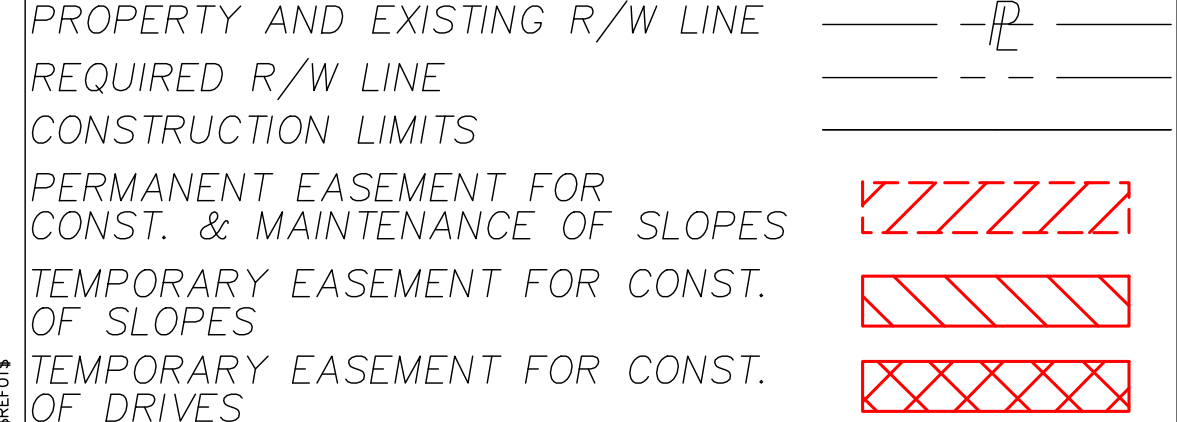 PROPERTY AND EXISTING R/W LINE
PL
REQUIRED R/W LINE
CONSTRUCTION LIMITS
PERMANENT EASEMENT FOR
CONST. & MAINTENANCE OF SLOPES
TEMPORARY EASEMENT FOR CONST.
OF SLOPES
TEMPORARY EASEMENT FOR CONST.
OF DRIVES